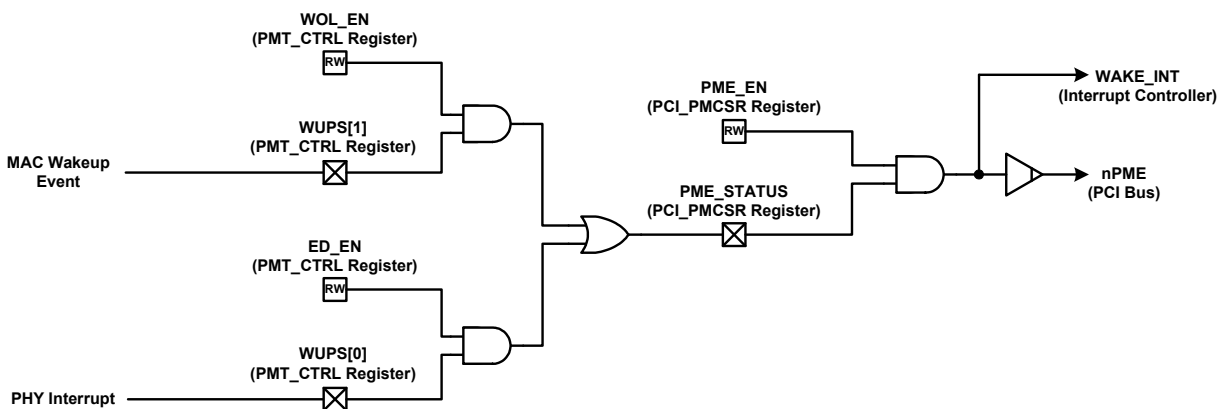 WOL_EN
(PMT_CTRL Register)
RW
WUPS[1]
(PMT_CTRL Register)
MAC Wakeup
Event
ED_EN
(PMT_CTRL Register)
RW
WUPS[0]
(PMT_CTRL Register)
PHY Interrupt
PME_EN
(PCI_PMCSR Register)
RW
PME_STATUS
(PCI_PMCSR Register)
WAKE_INT
(Interrupt Controller)
nPME
(PCI Bus)